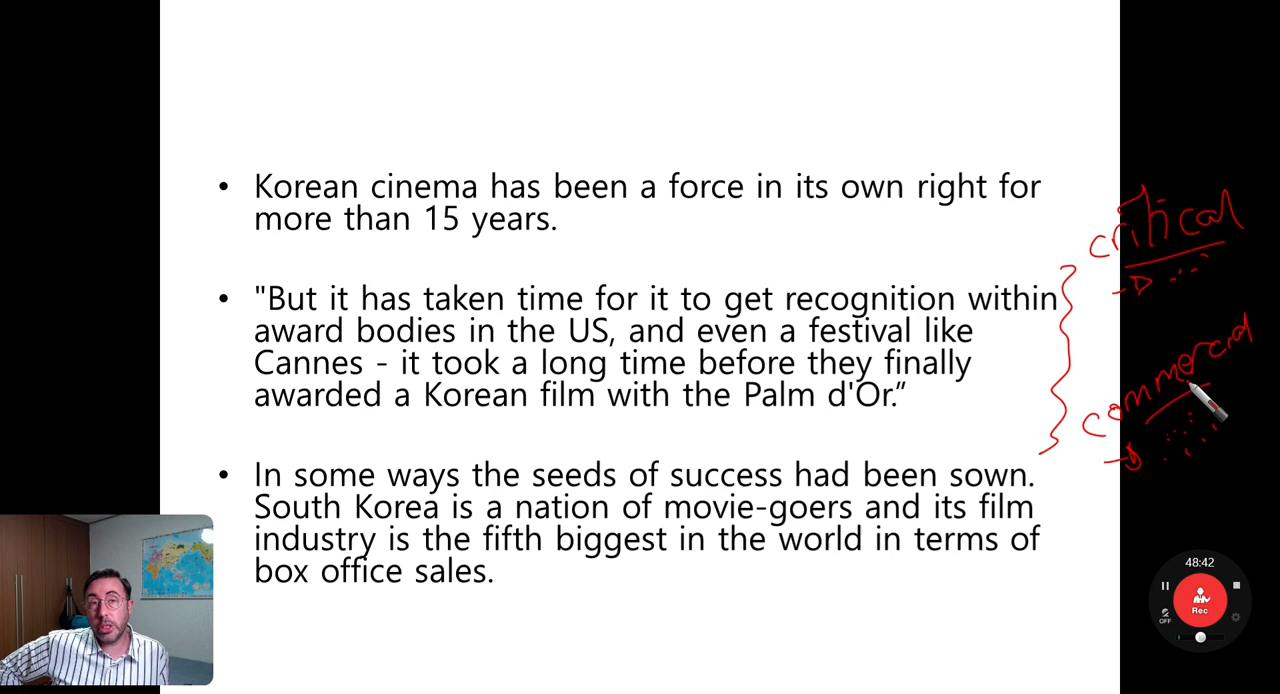 • Korean cinema has been a force in its own right for
more than 15 years.
• "But it has taken time for it to get recognition within
award bodies in the US, and even a festival like
Cannes - it took a long time before they finally
awarded a Korean film with the Palm d'Or.”
• In some ways the seeds of success had been sown.
South Korea is a nation of movie-goers and its film
industry is the fifth biggest in the world in terms of
box office sales.
critical
commercial
48:42
Rec
OFF